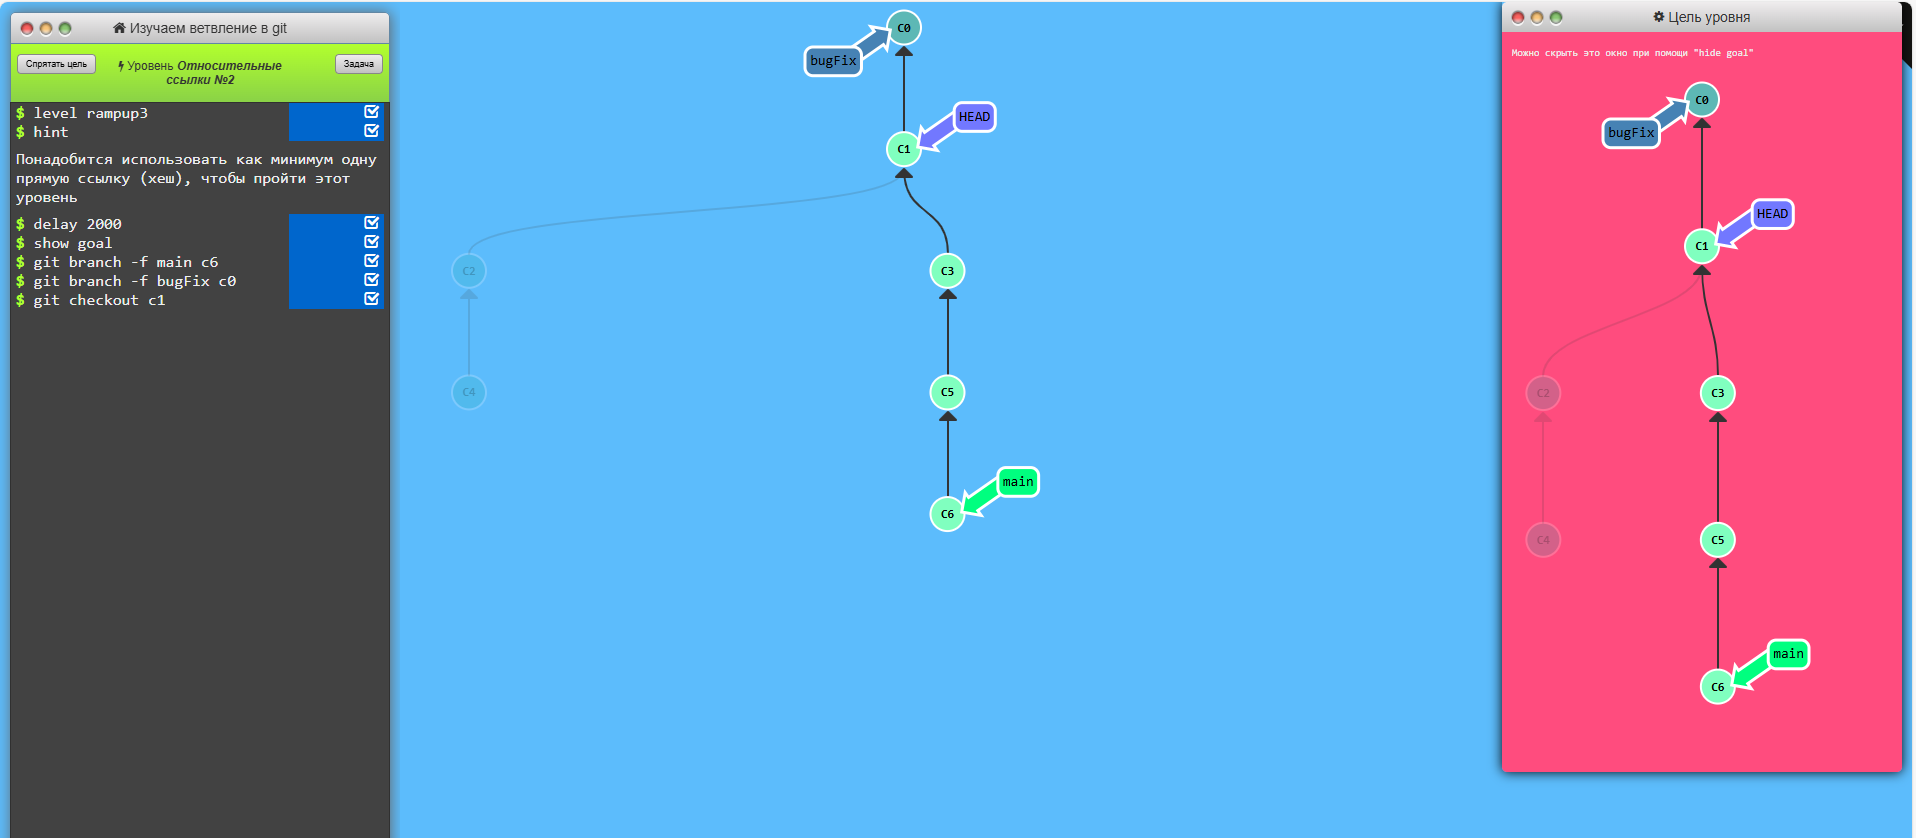 Изучаем ветвление в git
Спрятать цель
Уровень Относительные
ссылки №2
Задача
$ level rampup3
$ hint
Понадобится использовать как минимум одну
прямую ссылку (хеш), чтобы пройти этот
уровень
$ delay 2000
$ show goal
$ git branch -f main c6
$ git branch -f bugFix c0
$ git checkout c1
C0
bugFix
HEAD
C1
C2
C3
C4
C5
main
C6
Цель уровня
Можно скрыть это окно при помощи "hide goal"
C0
bugFix
HEAD
C1
C2
C3
C4
C5
main
C6